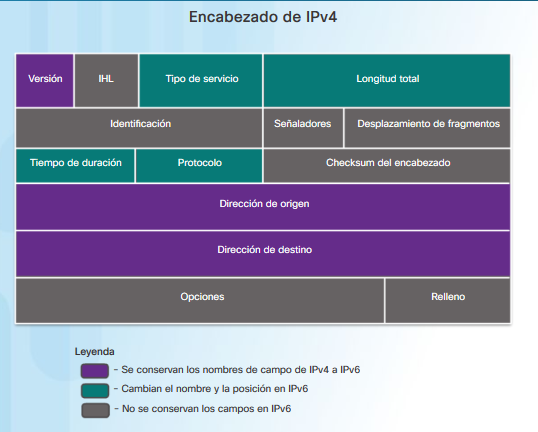 Encabezado de IPv4
Versión IHL Tipo de servicio Longitud total
Identificación Señaladores Desplazamiento de fragmentos
Tiempo de duración Protocolo Checksum del encabezado
Dirección de origen
Dirección de destino
Opciones Relleno
Leyenda
- Se conservan los nombres de campo de IPv4 a IPv6
- Cambian el nombre y la posición en IPv6
- No se conservan los campos en IPv6